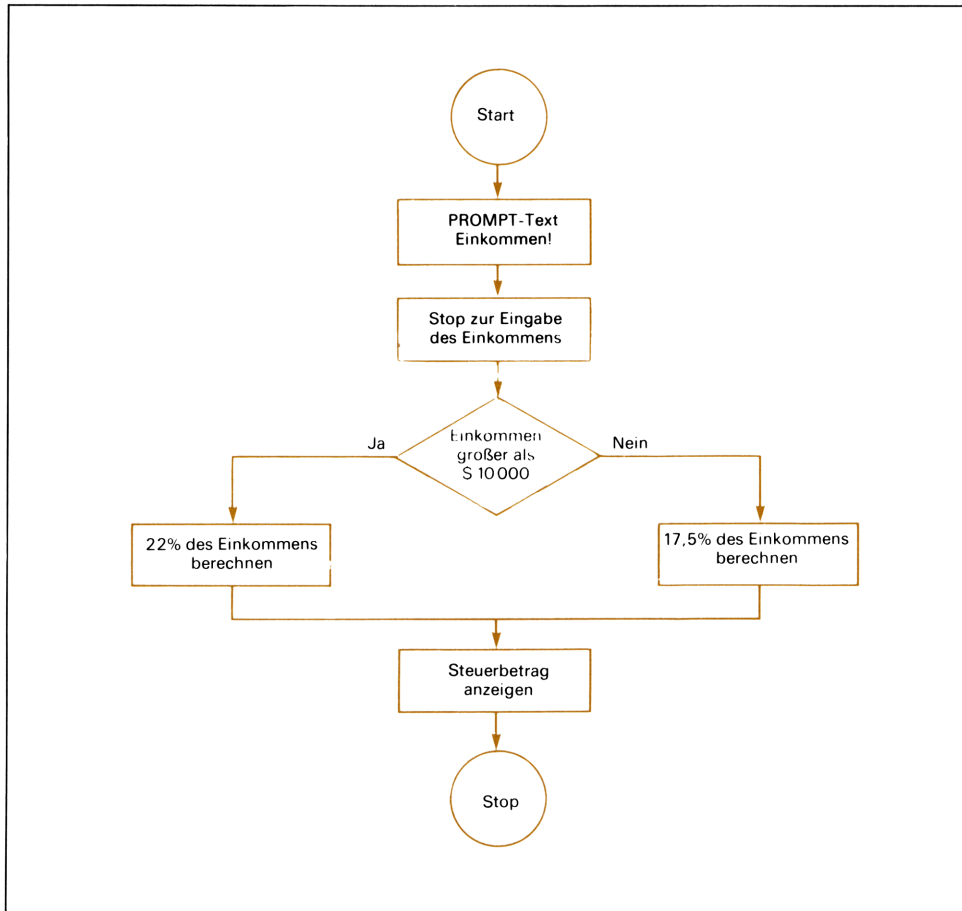 Start
PROMPT-Text
Einkommen!
Stop zur Eingabe
des Einkommens
Ja
Einkommen
großer als
S 10000
Nein
22% des Einkommens
berechnen
17,5% des Einkommens
berechnen
Steuerbetrag
anzeigen
Stop